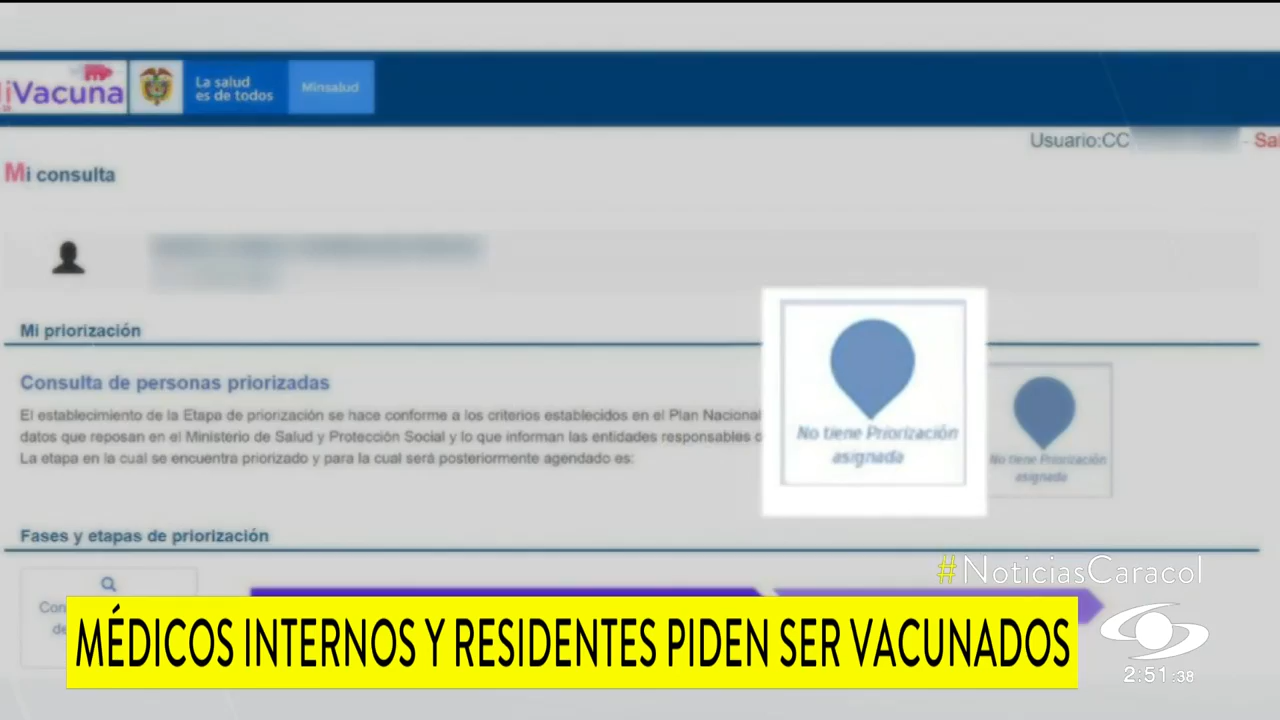 iVacuna
La salud
es de todos
Minsalud
Usuario:CC
- Sa
Mi consulta
Mi priorización
Consulta de personas priorizadas
El establecimiento de la Etapa de priorización se hace conforme a los criterios establecidos en el Plan Nacional
datos que reposan en el Ministerio de Salud y Protección Social y lo que informan las entidades responsables
La etapa en la cual se encuentra priorizado y para la cual será posteriormente agendado es:
No tiene Priorización
asignada
No tiene Priorización
asignada
Fases y etapas de priorización
Con
de
#NoticiasCaracol
MÉDICOS INTERNOS Y RESIDENTES PIDEN SER VACUNADOS
2:51:38